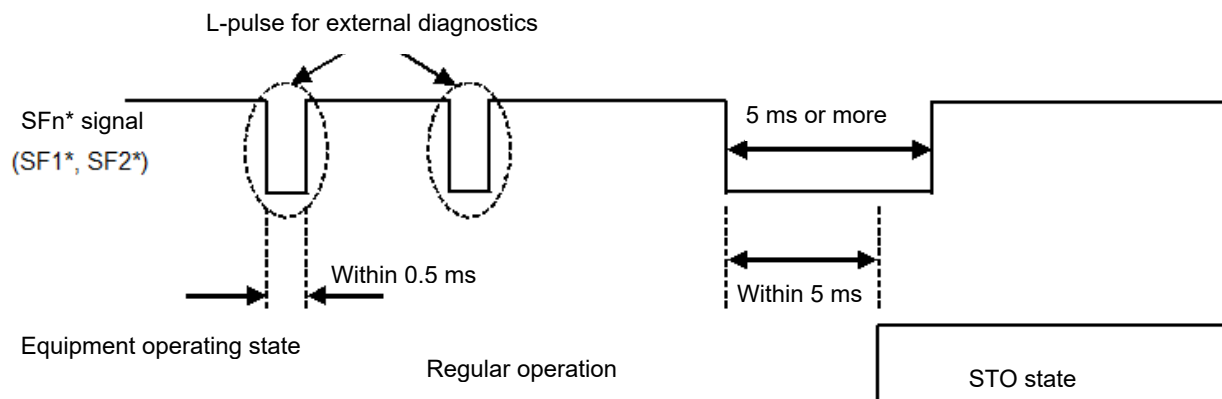 L-pulse for external diagnostics
SFn* signal
(SF1*, SF2*)
5 ms or more
Within 0.5 ms
Within 5 ms
Equipment operating state
Regular operation
STO state